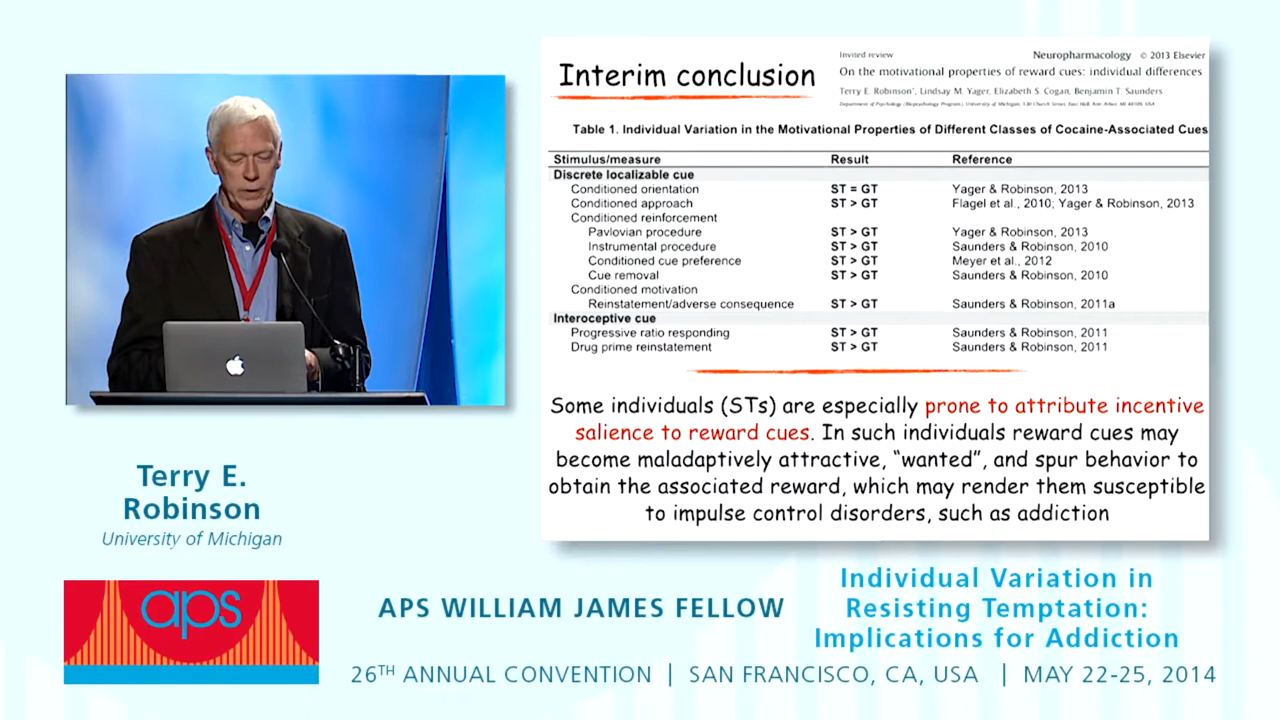 Interim conclusion
Invited review
Neuropharmacology © 2013 Elsevier
On the motivational properties of reward cues: individual differences
Terry E. Robinson*, Lindsay M. Yager, Elizabeth S. Cogan, Benjamin T. Saunders
Department of Psychology (Biopsychology Program), University of Michigan, 530 Church Street, East Hall, Ann Arbor, MI 48109, USA
Table 1. Individual Variation in the Motivational Properties of Different Classes of Cocaine-Associated Cues
Stimulus/measure Result Reference
Discrete localizable cue
Conditioned orientation ST = GT Yager & Robinson, 2013
Conditioned approach ST > GT Flagel et al., 2010; Yager & Robinson, 2013
Conditioned reinforcement
Pavlovian procedure ST > GT Yager & Robinson, 2013
Instrumental procedure ST > GT Saunders & Robinson, 2010
Conditioned cue preference ST > GT Meyer et al., 2012
Cue removal ST > GT Saunders & Robinson, 2010
Conditioned motivation
Reinstatement/adverse consequence ST > GT Saunders & Robinson, 2011a
Interoceptive cue
Progressive ratio responding ST > GT Saunders & Robinson, 2011
Drug prime reinstatement ST > GT Saunders & Robinson, 2011
Some individuals (STs) are especially prone to attribute incentive
salience to reward cues. In such individuals reward cues may
become maladaptively attractive, “wanted”, and spur behavior to
obtain the associated reward, which may render them susceptible
to impulse control disorders, such as addiction
Terry E.
Robinson
University of Michigan
aps
APS WILLIAM JAMES FELLOW
Individual Variation in
Resisting Temptation:
Implications for Addiction
26TH ANNUAL CONVENTION | SAN FRANCISCO, CA, USA | MAY 22-25, 2014